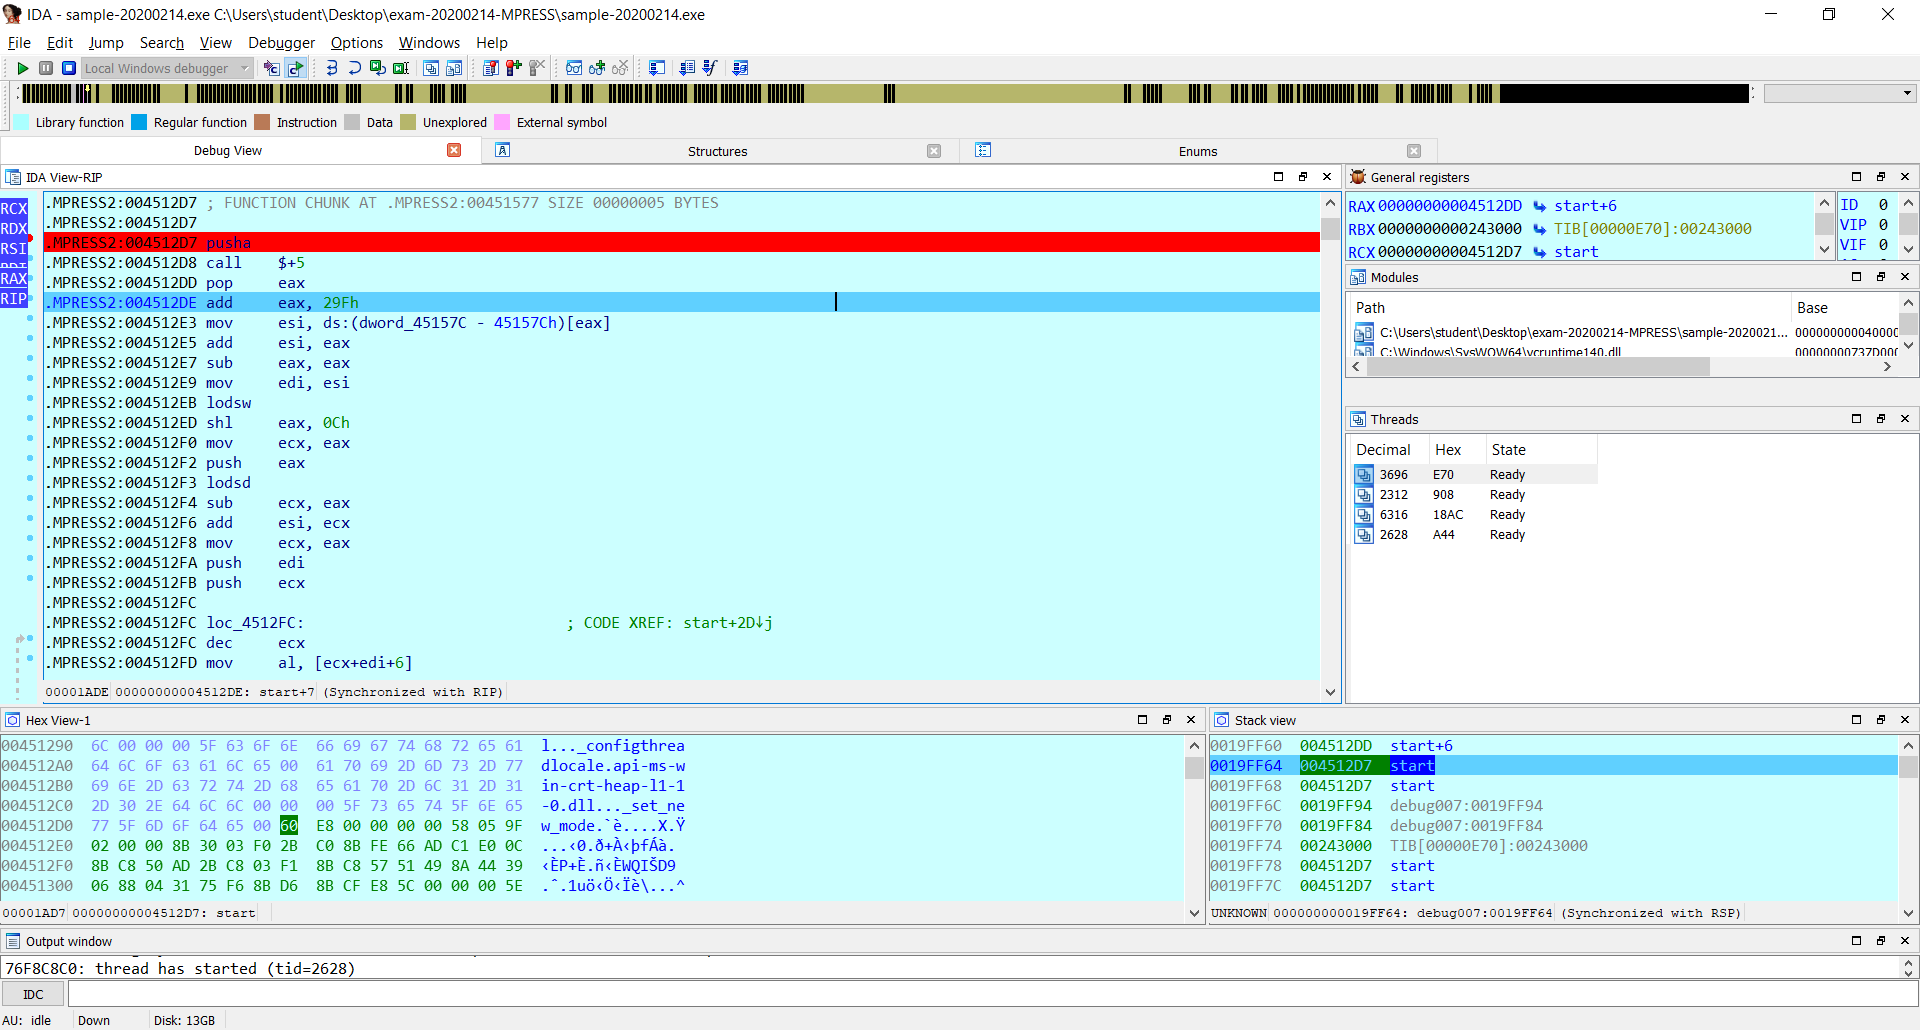 IDA - sample-20200214.exe C:\Users\student\Desktop\exam-20200214-MPRESS\sample-20200214.exe
File Edit Jump Search View Debugger Options Windows Help
Local Windows debugger
Library function Regular function Instruction Data Unexplored External symbol
Debug View Structures Enums
IDA View-RIP
RCX
RDX
RSI
RAX
RIP
.MPRESS2:004512D7 ; FUNCTION CHUNK AT .MPRESS2:00451577 SIZE 00000005 BYTES
.MPRESS2:004512D7
.MPRESS2:004512D7 pusha
.MPRESS2:004512D8 call $+5
.MPRESS2:004512DD pop eax
.MPRESS2:004512DE add eax, 29Fh
.MPRESS2:004512E3 mov esi, ds:(dword_45157C - 45157Ch)[eax]
.MPRESS2:004512E5 add esi, eax
.MPRESS2:004512E7 sub eax, eax
.MPRESS2:004512E9 mov edi, esi
.MPRESS2:004512EB lodsw
.MPRESS2:004512ED shl eax, 0Ch
.MPRESS2:004512F0 mov ecx, eax
.MPRESS2:004512F2 push eax
.MPRESS2:004512F3 lodsd
.MPRESS2:004512F4 sub ecx, eax
.MPRESS2:004512F6 add esi, ecx
.MPRESS2:004512F8 mov ecx, eax
.MPRESS2:004512FA push edi
.MPRESS2:004512FB push ecx
.MPRESS2:004512FC
.MPRESS2:004512FC loc_4512FC: ; CODE XREF: start+2D↓j
.MPRESS2:004512FC dec ecx
.MPRESS2:004512FD mov al, [ecx+edi+6]
00001ADE 00000000004512DE: start+7 (Synchronized with RIP)
General registers
RAX 00000000004512DD start+6
RBX 0000000000243000 TIB[00000E70]:00243000
RCX 00000000004512D7 start
ID 0
VIP 0
VIF 0
Modules
Path Base
C:\Users\student\Desktop\exam-20200214-MPRESS\sample-2020021... 00000000040000
C:\Windows\SysWOW64\vcruntime140.dll 00000000737D000
Threads
Decimal Hex State
3696 E70 Ready
2312 908 Ready
6316 18AC Ready
2628 A44 Ready
Hex View-1
00451290 6C 00 00 00 5F 63 6F 6E 66 69 67 74 68 72 65 61 l..._configthrea
004512A0 64 6C 6F 63 61 6C 65 00 61 70 69 2D 6D 73 2D 77 dlocale.api-ms-w
004512B0 69 6E 2D 63 72 74 2D 68 65 61 70 2D 6C 31 2D 31 in-crt-heap-l1-1
004512C0 2D 30 2E 64 6C 6C 00 00 00 5F 73 65 74 5F 6E 65 -0.dll..._set_ne
004512D0 77 5F 6D 6F 64 65 00 60 E8 00 00 00 00 58 05 9F w_mode.`è....X.Ÿ
004512E0 02 00 00 8B 30 03 F0 2B C0 8B FE 66 AD C1 E0 0C ...‹0.ð+À‹þf­Áà.
004512F0 8B C8 50 AD 2B C8 03 F1 8B C8 57 51 49 8A 44 39 ‹ÈP­+È.ñ‹ÈWQIŠD9
00451300 06 88 04 31 75 F6 8B D6 8B CF E8 5C 00 00 00 5E .ˆ.1uö‹Ö‹Ïè\...^
00001AD7 00000000004512D7: start
Stack view
0019FF60 004512DD start+6
0019FF64 004512D7 start
0019FF68 004512D7 start
0019FF6C 0019FF94 debug007:0019FF94
0019FF70 0019FF84 debug007:0019FF84
0019FF74 00243000 TIB[00000E70]:00243000
0019FF78 004512D7 start
0019FF7C 004512D7 start
UNKNOWN 000000000019FF64: debug007:0019FF64 (Synchronized with RSP)
Output window
76F8C8C0: thread has started (tid=2628)
IDC
AU: idle Down Disk: 13GB